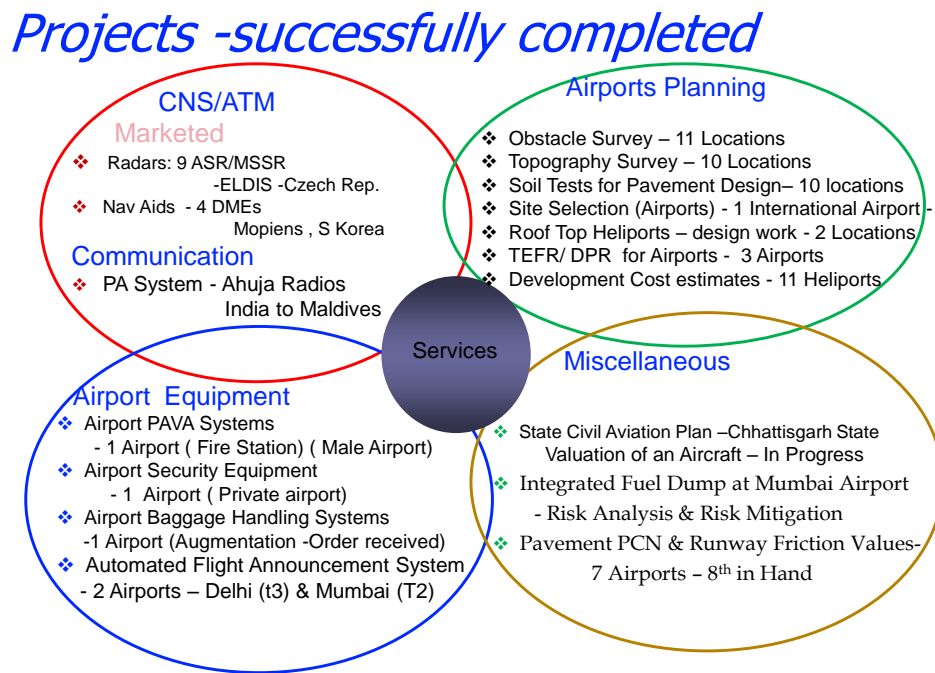 Projects -successfully completed
CNS/ATM
Marketed
❖ Radars: 9 ASR/MSSR
-ELDIS -Czech Rep.
❖ Nav Aids - 4 DMEs
Mopiens , S Korea
Communication
❖ PA System - Ahuja Radios
India to Maldives
Airports Planning
❖ Obstacle Survey – 11 Locations
❖ Topography Survey – 10 Locations
❖ Soil Tests for Pavement Design– 10 locations
❖ Site Selection (Airports) - 1 International Airport -
❖ Roof Top Heliports – design work - 2 Locations
❖ TEFR/ DPR for Airports - 3 Airports
❖ Development Cost estimates - 11 Heliports
Services
Airport Equipment
❖ Airport PAVA Systems
- 1 Airport ( Fire Station) ( Male Airport)
❖ Airport Security Equipment
- 1 Airport ( Private airport)
❖ Airport Baggage Handling Systems
-1 Airport (Augmentation -Order received)
❖ Automated Flight Announcement System
- 2 Airports – Delhi (t3) & Mumbai (T2)
Miscellaneous
❖ State Civil Aviation Plan –Chhattisgarh State
Valuation of an Aircraft – In Progress
❖ Integrated Fuel Dump at Mumbai Airport
- Risk Analysis & Risk Mitigation
❖ Pavement PCN & Runway Friction Values-
7 Airports – 8th in Hand